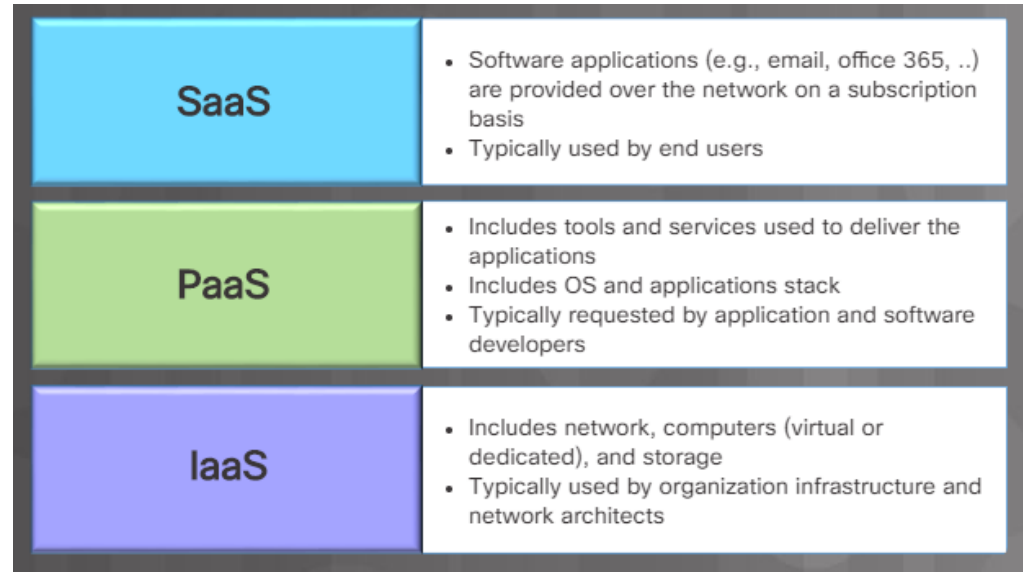 SaaS
• Software applications (e.g., email, office 365, ..)
are provided over the network on a subscription
basis
• Typically used by end users
PaaS
• Includes tools and services used to deliver the
applications
• Includes OS and applications stack
• Typically requested by application and software
developers
IaaS
• Includes network, computers (virtual or
dedicated), and storage
• Typically used by organization infrastructure and
network architects